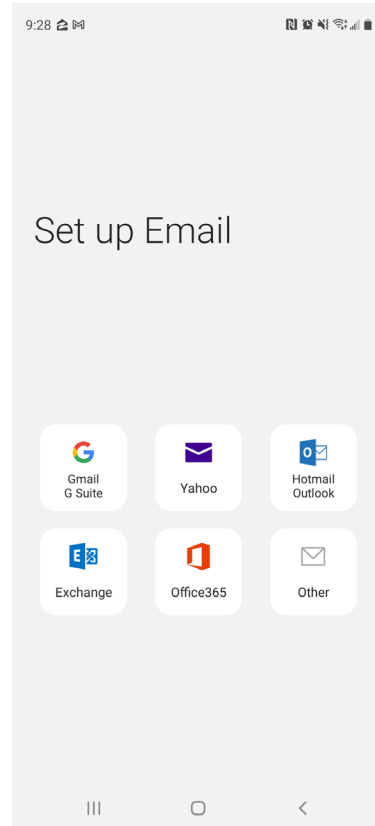 9:28
Set up Email
Gmail
G Suite
Yahoo
Hotmail
Outlook
Exchange
Office365
Other